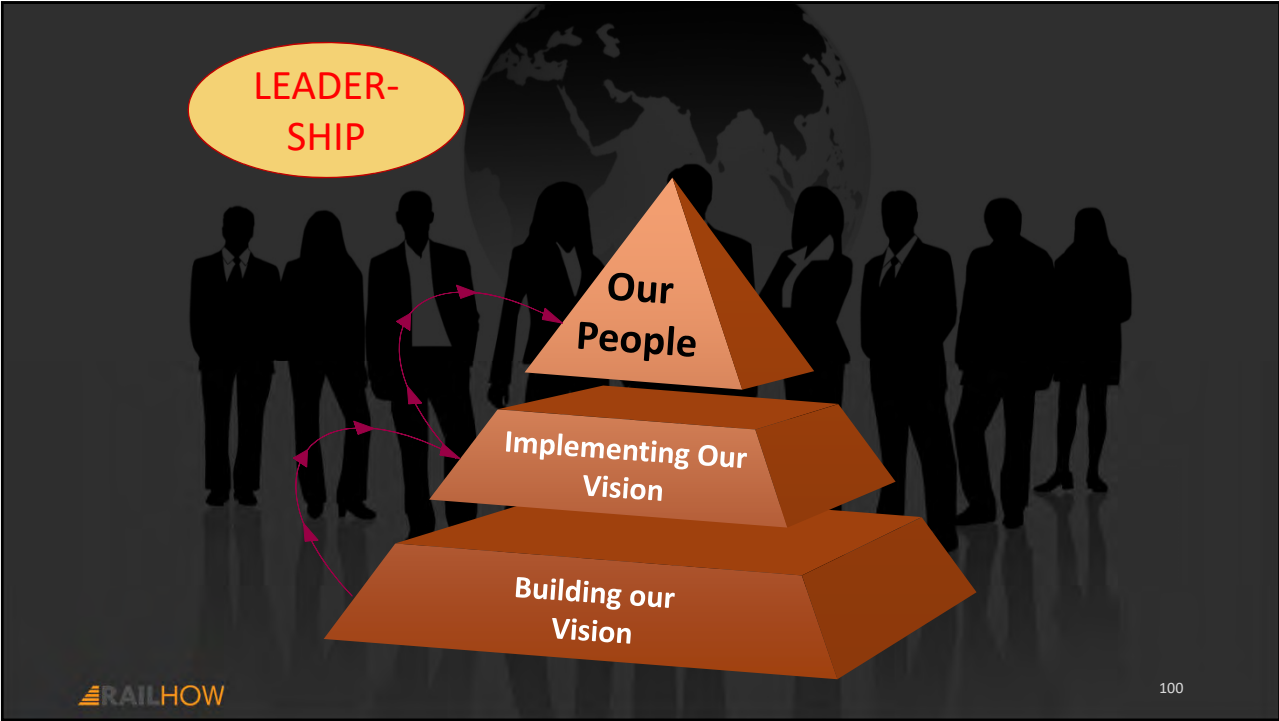 LEADER-
SHIP
Our
People
Implementing Our
Vision
Building our
Vision
RAILHOW
100